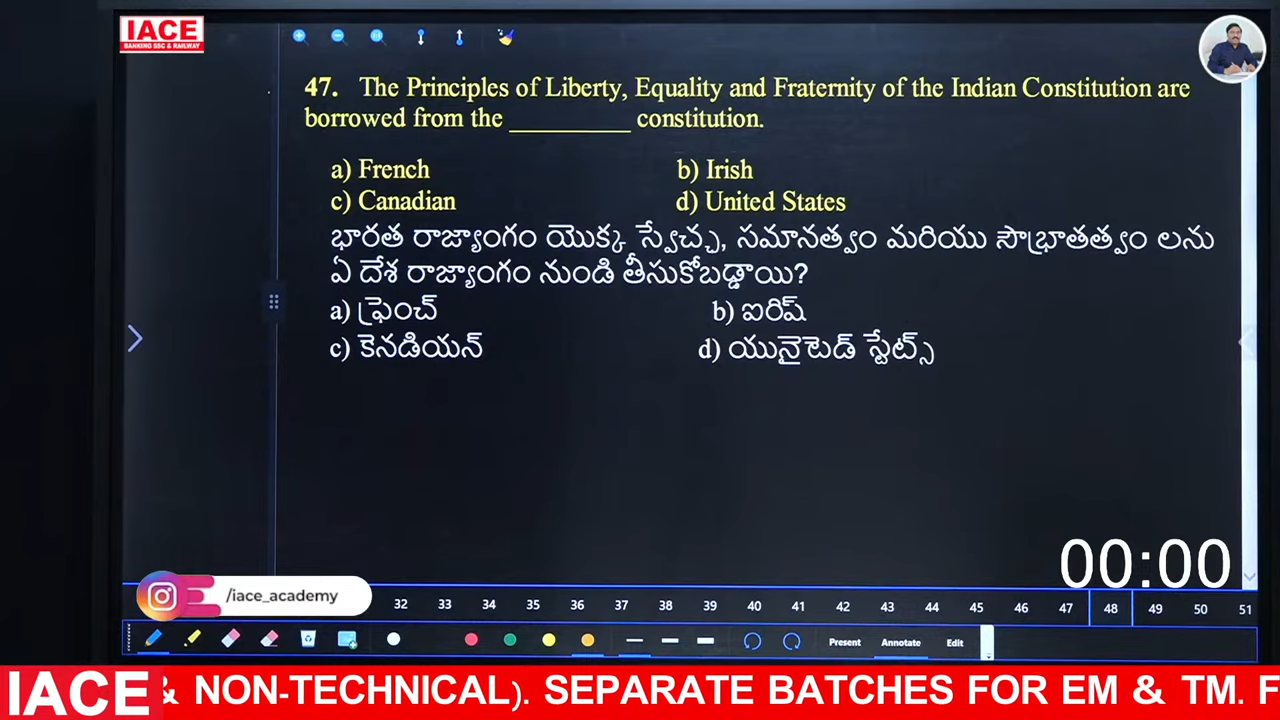 IACE
BANKING SSC & RAILWAY
47. The Principles of Liberty, Equality and Fraternity of the Indian Constitution are
borrowed from the __________ constitution.
a) French b) Irish
c) Canadian d) United States
భారత రాజ్యాంగం యొక్క స్వేచ్ఛ, సమానత్వం మరియు సౌభ్రాతత్వం లను
ఏ దేశ రాజ్యాంగం నుండి తీసుకోబడ్డాయి?
a) ఫ్రెంచ్ b) ఐరిష్
c) కెనడియన్ d) యునైటెడ్ స్టేట్స్
00:00
/iace_academy
32 33 34 35 36 37 38 39 40 41 42 43 44 45 46 47 48 49 50 51
Present Annotate Edit
IACE & NON-TECHNICAL). SEPARATE BATCHES FOR EM & TM. F